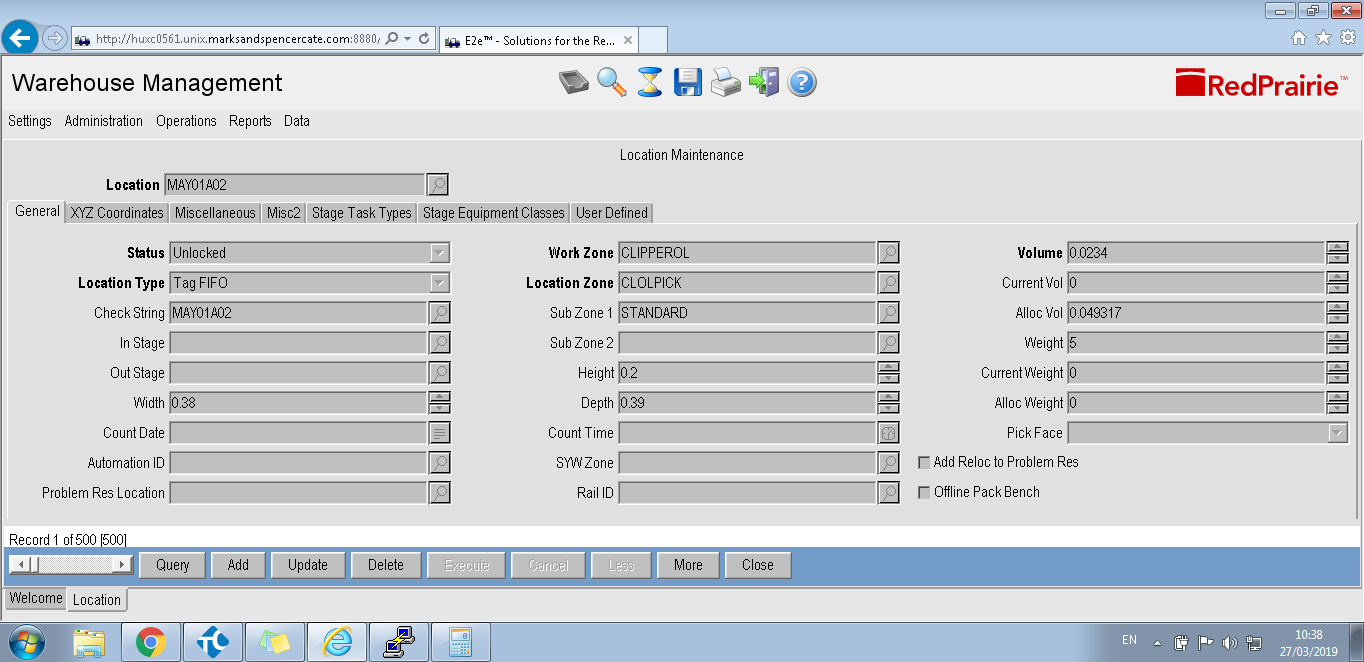 http://huxc0561.unix.marksandspencercate.com:8880/
E2e™ - Solutions for the Re...
Warehouse Management
RedPrairie™
Settings Administration Operations Reports Data
Location Maintenance
Location MAY01A02
General XYZ Coordinates Miscellaneous Misc2 Stage Task Types Stage Equipment Classes User Defined
Status Unlocked Work Zone CLIPPEROL Volume 0.0234
Location Type Tag FIFO Location Zone CLOLPICK Current Vol 0
Check String MAY01A02 Sub Zone 1 STANDARD Alloc Vol 0.049317
In Stage Sub Zone 2 Weight 5
Out Stage Height 0.2 Current Weight 0
Width 0.38 Depth 0.39 Alloc Weight 0
Count Date Count Time Pick Face
Automation ID SYW Zone Add Reloc to Problem Res
Problem Res Location Rail ID Offline Pack Bench
Record 1 of 500 [500]
Query Add Update Delete Execute Cancel Less More Close
Welcome Location
EN 10:38
27/03/2019